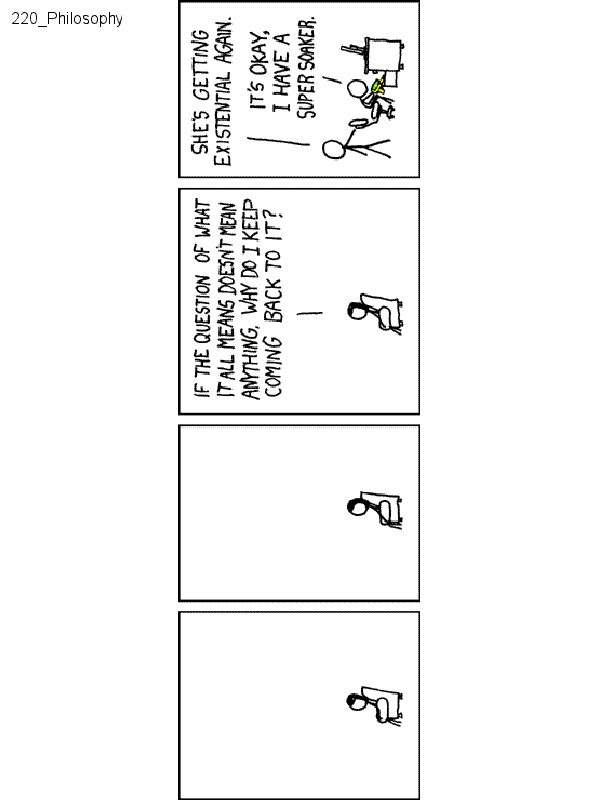 220_Philosophy
IF THE QUESTION OF WHAT
IT ALL MEANS DOESN'T MEAN
ANYTHING, WHY DO I KEEP
COMING BACK TO IT?
SHE'S GETTING
EXISTENTIAL AGAIN.
IT'S OKAY,
I HAVE A
SUPER SOAKER.